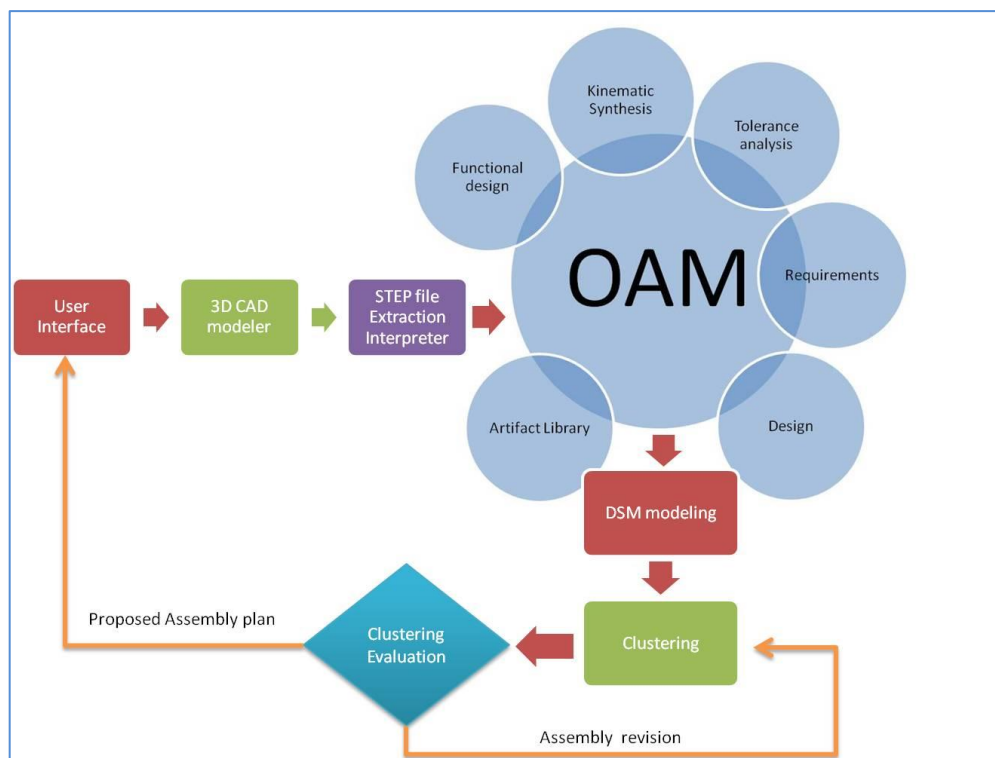 Kinematic
Synthesis
Tolerance
analysis
Functional
design
OAM
Requirements
User
Interface
3D CAD
modeler
STEP file
Extraction
Interpreter
Artifact Library
Design
DSM modeling
Proposed Assembly plan
Clustering
Evaluation
Clustering
Assembly revision